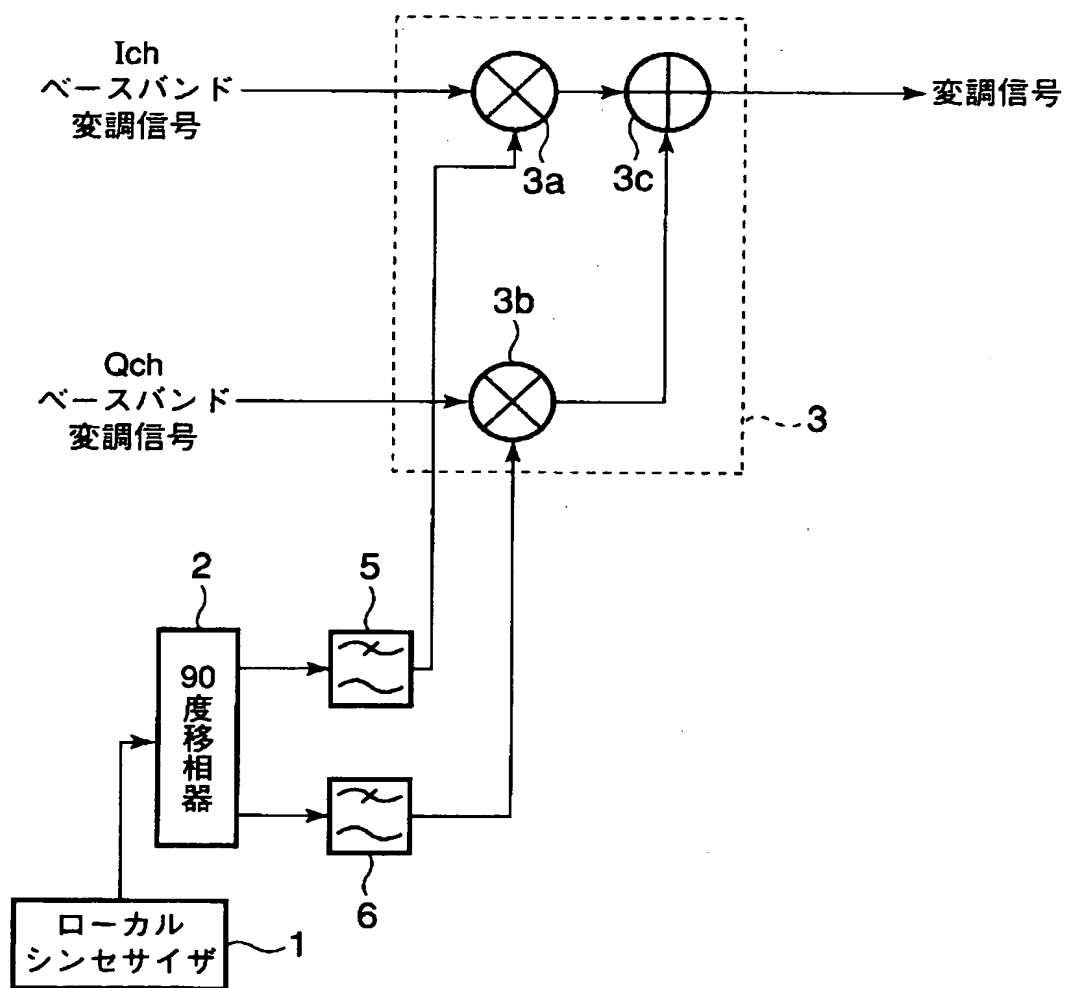 Ich
ベースバンド
変調信号
変調信号
3a
3c
3b
Qch
ベースバンド
変調信号
3
2
5
90
度
移
相
器
6
ローカル
シンセサイザ
1